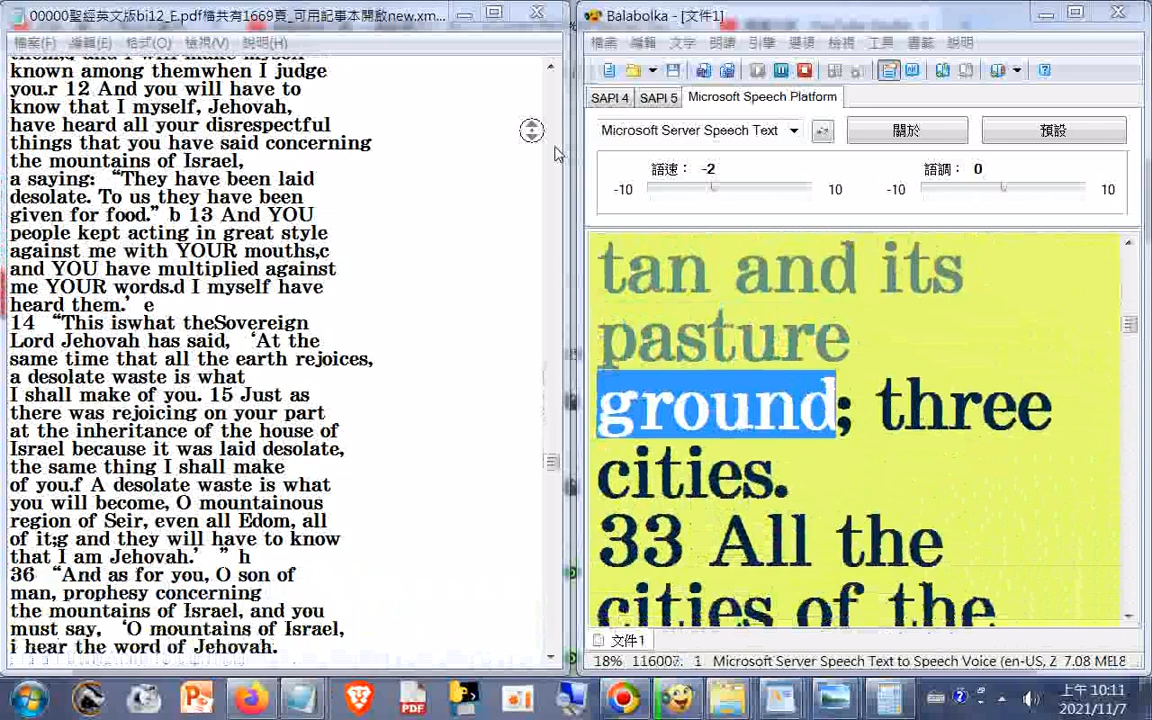 00000聖經英文版bi12_E.pdf檔共有1669頁_可用記事本開啟new.xm...
檔案(F) 編輯(E) 格式(O) 檢視(V) 說明(H)
known among themwhen I judge
you.r 12 And you will have to
know that I myself, Jehovah,
have heard all your disrespectful
things that you have said concerning
the mountains of Israel,
a saying: “They have been laid
desolate. To us they have been
given for food.” b 13 And YOU
people kept acting in great style
against me with YOUR mouths,c
and YOU have multiplied against
me YOUR words.d I myself have
heard them.’ e
14 “This iswhat theSovereign
Lord Jehovah has said, ‘At the
same time that all the earth rejoices,
a desolate waste is what
I shall make of you. 15 Just as
there was rejoicing on your part
at the inheritance of the house of
Israel because it was laid desolate,
the same thing I shall make
of you.f A desolate waste is what
you will become, O mountainous
region of Seir, even all Edom, all
of it;g and they will have to know
that I am Jehovah.’ ” h
36 “And as for you, O son of
man, prophesy concerning
the mountains of Israel, and you
must say, ‘O mountains of Israel,
i hear the word of Jehovah.
Balabolka - [文件1]
檔案 編輯 文字 朗讀 引擎 選項 檢視 工具 書籤 說明
SAPI 4 SAPI 5 Microsoft Speech Platform
Microsoft Server Speech Text 關於 預設
語速： -2 語調： 0
-10 10 -10 10
tan and its
pasture
ground; three
cities.
33 All the
cities of the
文件1
18% 116007: 1 Microsoft Server Speech Text to Speech Voice (en-US, Z 7.08 MEL8
上午 10:11
2021/11/7
PDF